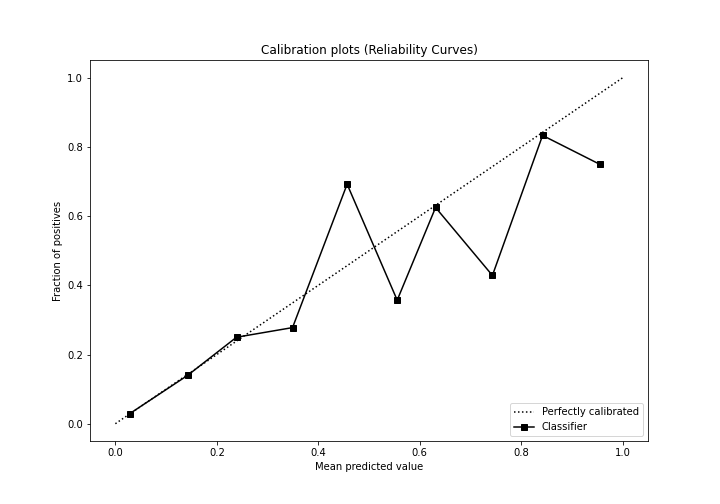 Calibration plots (Reliability Curves)
1.0
0.8
0.6
0.4
0.2
0.0
Fraction of positives
0.0 0.2 0.4 0.6 0.8 1.0
Mean predicted value
Perfectly calibrated
Classifier